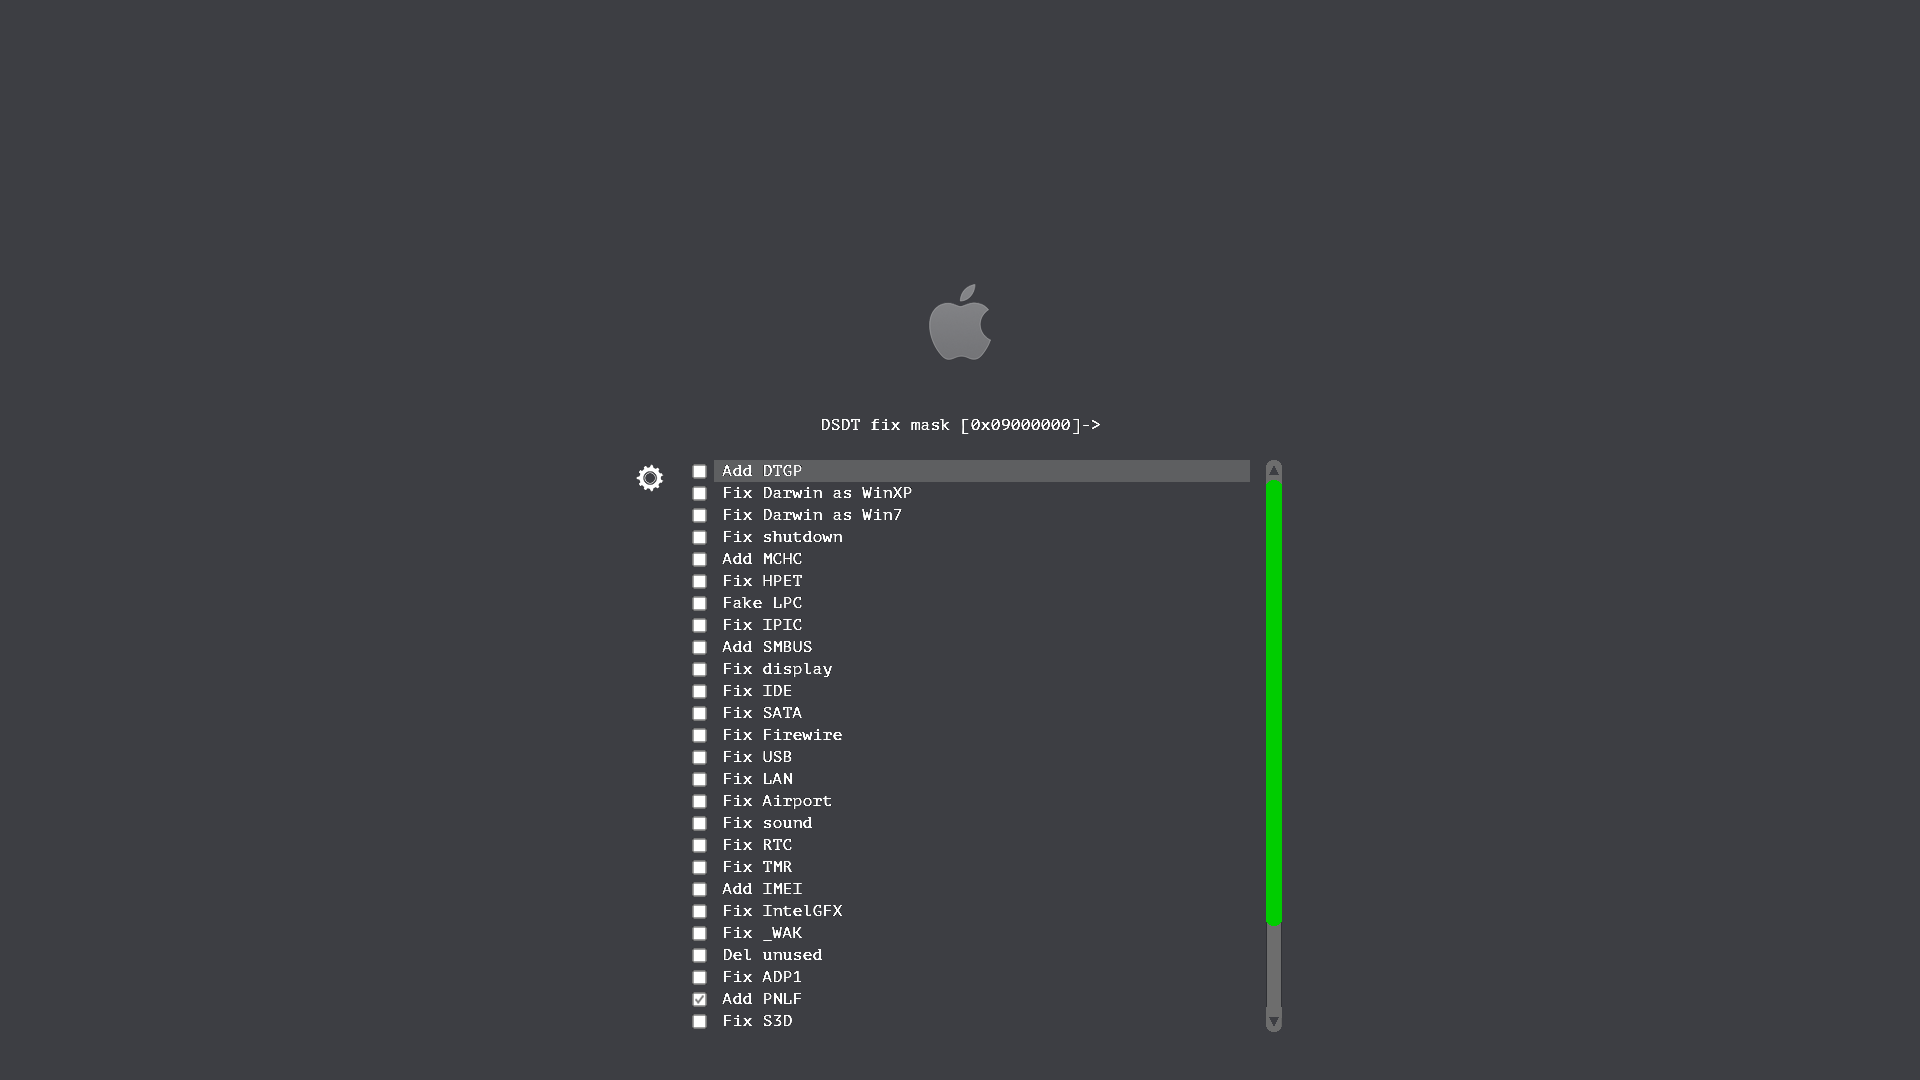 DSDT fix mask [0x09000000]->
Add DTGP
Fix Darwin as WinXP
Fix Darwin as Win7
Fix shutdown
Add MCHC
Fix HPET
Fake LPC
Fix IPIC
Add SMBUS
Fix display
Fix IDE
Fix SATA
Fix Firewire
Fix USB
Fix LAN
Fix Airport
Fix sound
Fix RTC
Fix TMR
Add IMEI
Fix IntelGFX
Fix _WAK
Del unused
Fix ADP1
Add PNLF
Fix S3D